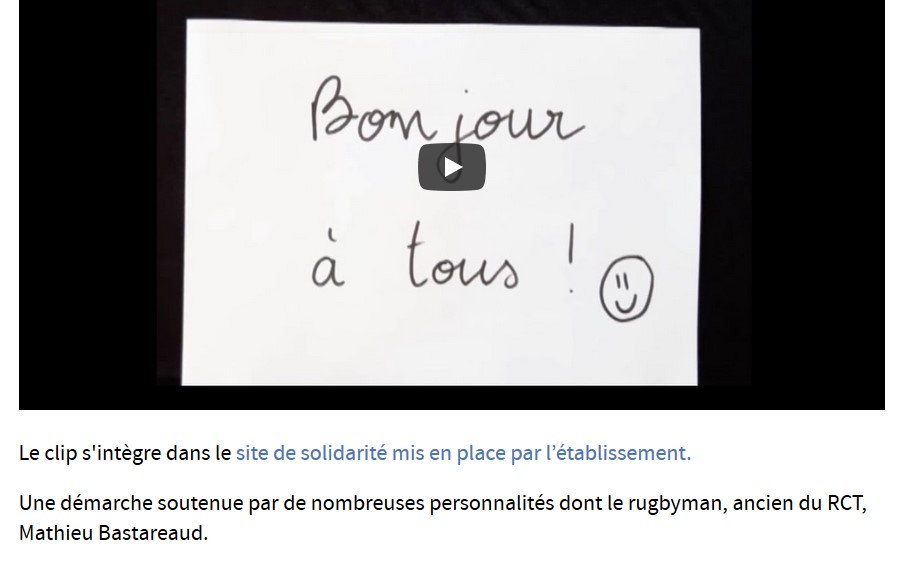 Bonjour
à tous !
Le clip s'intègre dans le site de solidarité mis en place par l’établissement.
Une démarche soutenue par de nombreuses personnalités dont le rugbyman, ancien du RCT,
Mathieu Bastareaud.